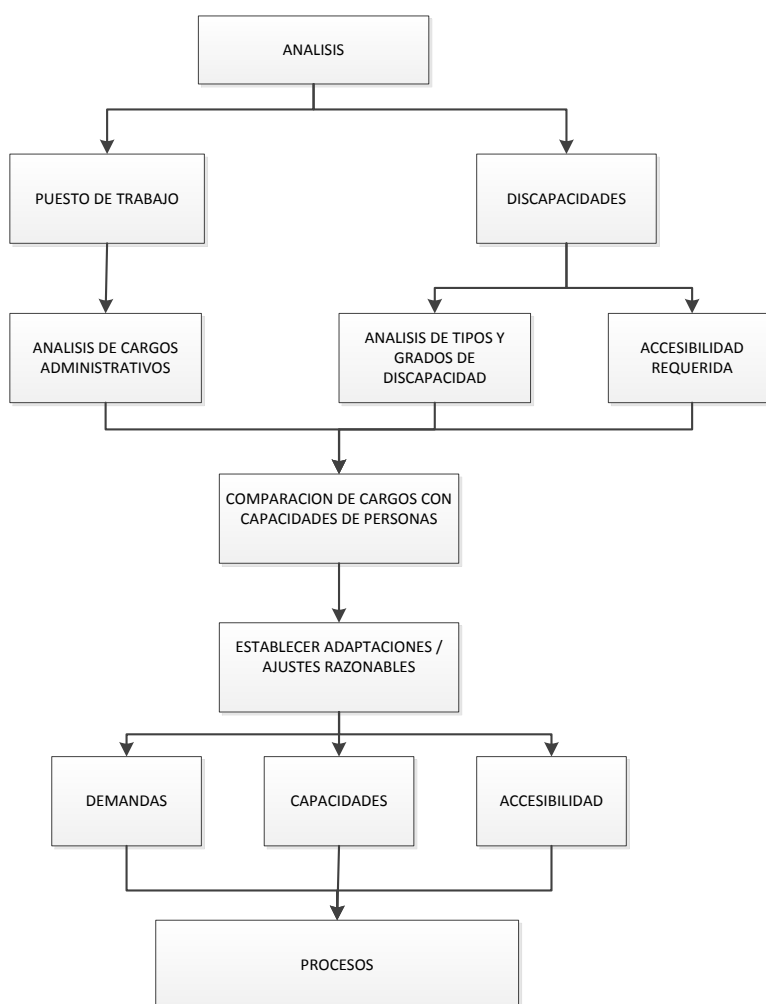 ANALISIS
PUESTO DE TRABAJO
DISCAPACIDADES
ANALISIS DE CARGOS
ADMINISTRATIVOS
ANALISIS DE TIPOS Y
GRADOS DE
DISCAPACIDAD
ACCESIBILIDAD
REQUERIDA
COMPARACION DE CARGOS CON
CAPACIDADES DE PERSONAS
ESTABLECER ADAPTACIONES /
AJUSTES RAZONABLES
DEMANDAS
CAPACIDADES
ACCESIBILIDAD
PROCESOS